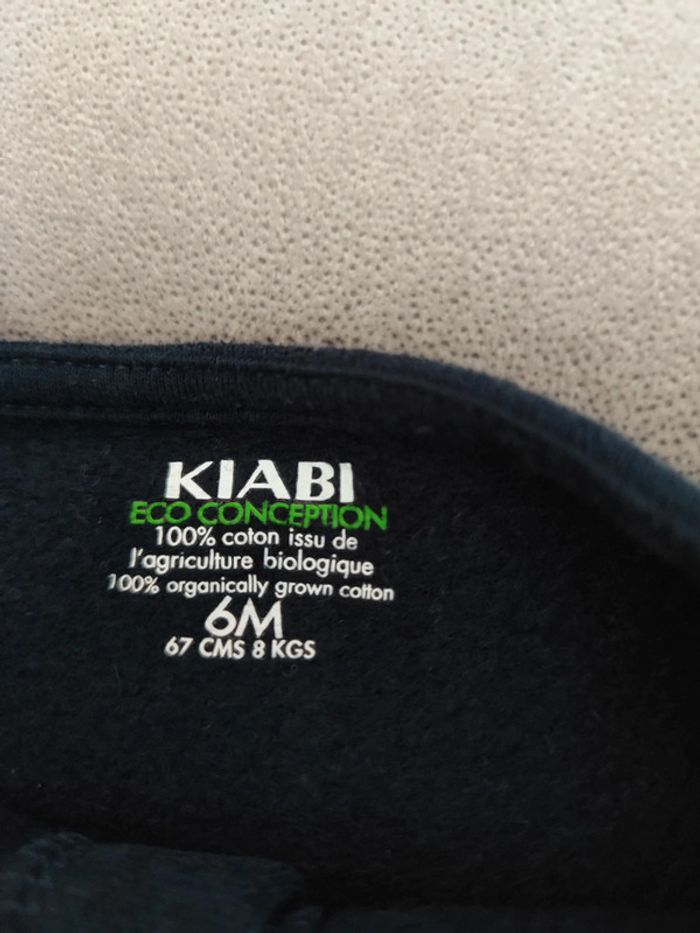 KIABI
ECO CONCEPTION
100% coton issu de
l'agriculture biologique
100% organically grown cotton
6M
67 CMS 8 KGS